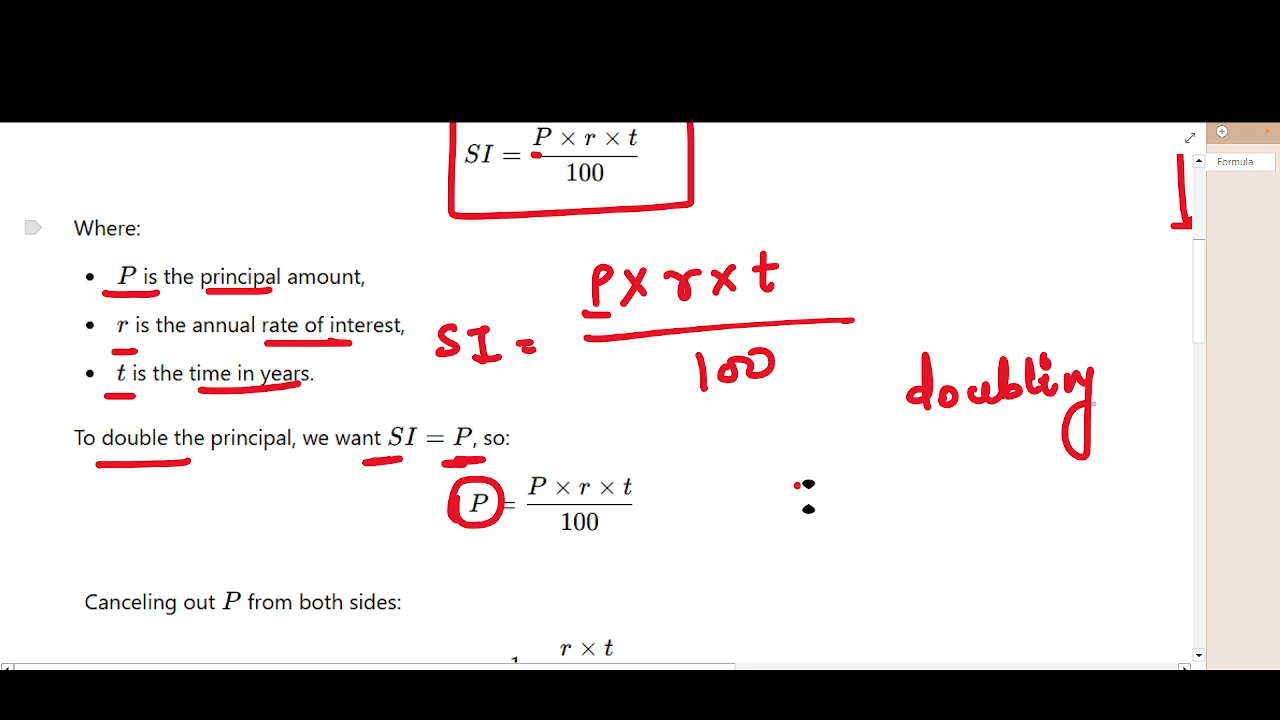 SI = P × r × t / 100
Formula
Where:
• P is the principal amount,
• r is the annual rate of interest,
• t is the time in years.
SI = P × r × t / 100
doubling
To double the principal, we want SI = P, so:
P = P × r × t / 100
:
Canceling out P from both sides:
r × t